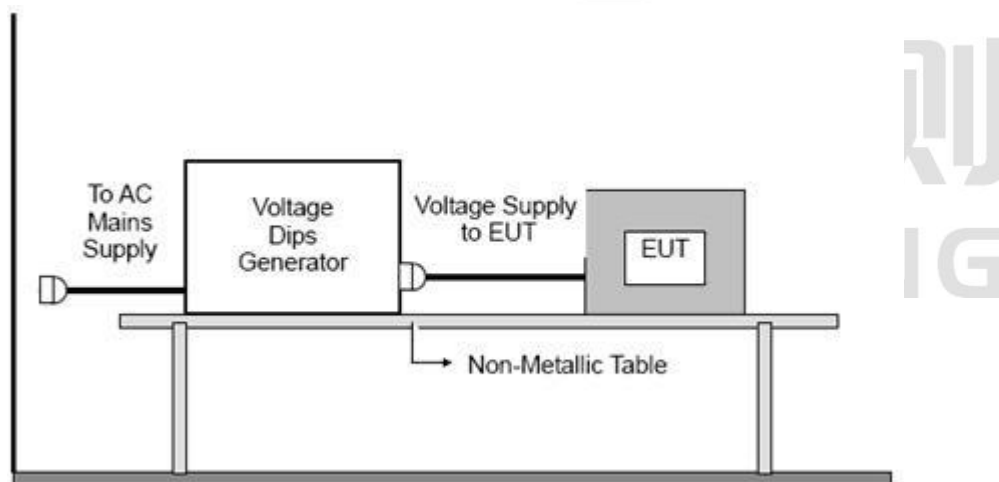 To AC
Mains
Supply
Voltage
Dips
Generator
Voltage Supply
to EUT
EUT
Non-Metallic Table